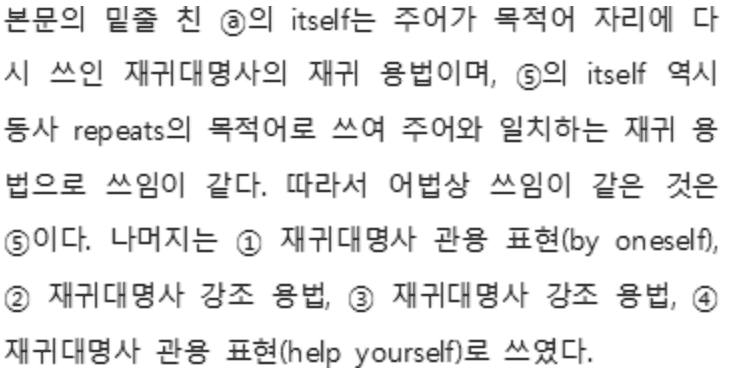 본문의 밑줄 친 ⓐ의 itself는 주어가 목적어 자리에 다
시 쓰인 재귀대명사의 재귀 용법이며, ⑤의 itself 역시
동사 repeats의 목적어로 쓰여 주어와 일치하는 재귀 용
법으로 쓰임이 같다. 따라서 어법상 쓰임이 같은 것은
⑤이다. 나머지는 ① 재귀대명사 관용 표현(by oneself),
② 재귀대명사 강조 용법, ③ 재귀대명사 강조 용법, ④
재귀대명사 관용 표현(help yourself)로 쓰였다.